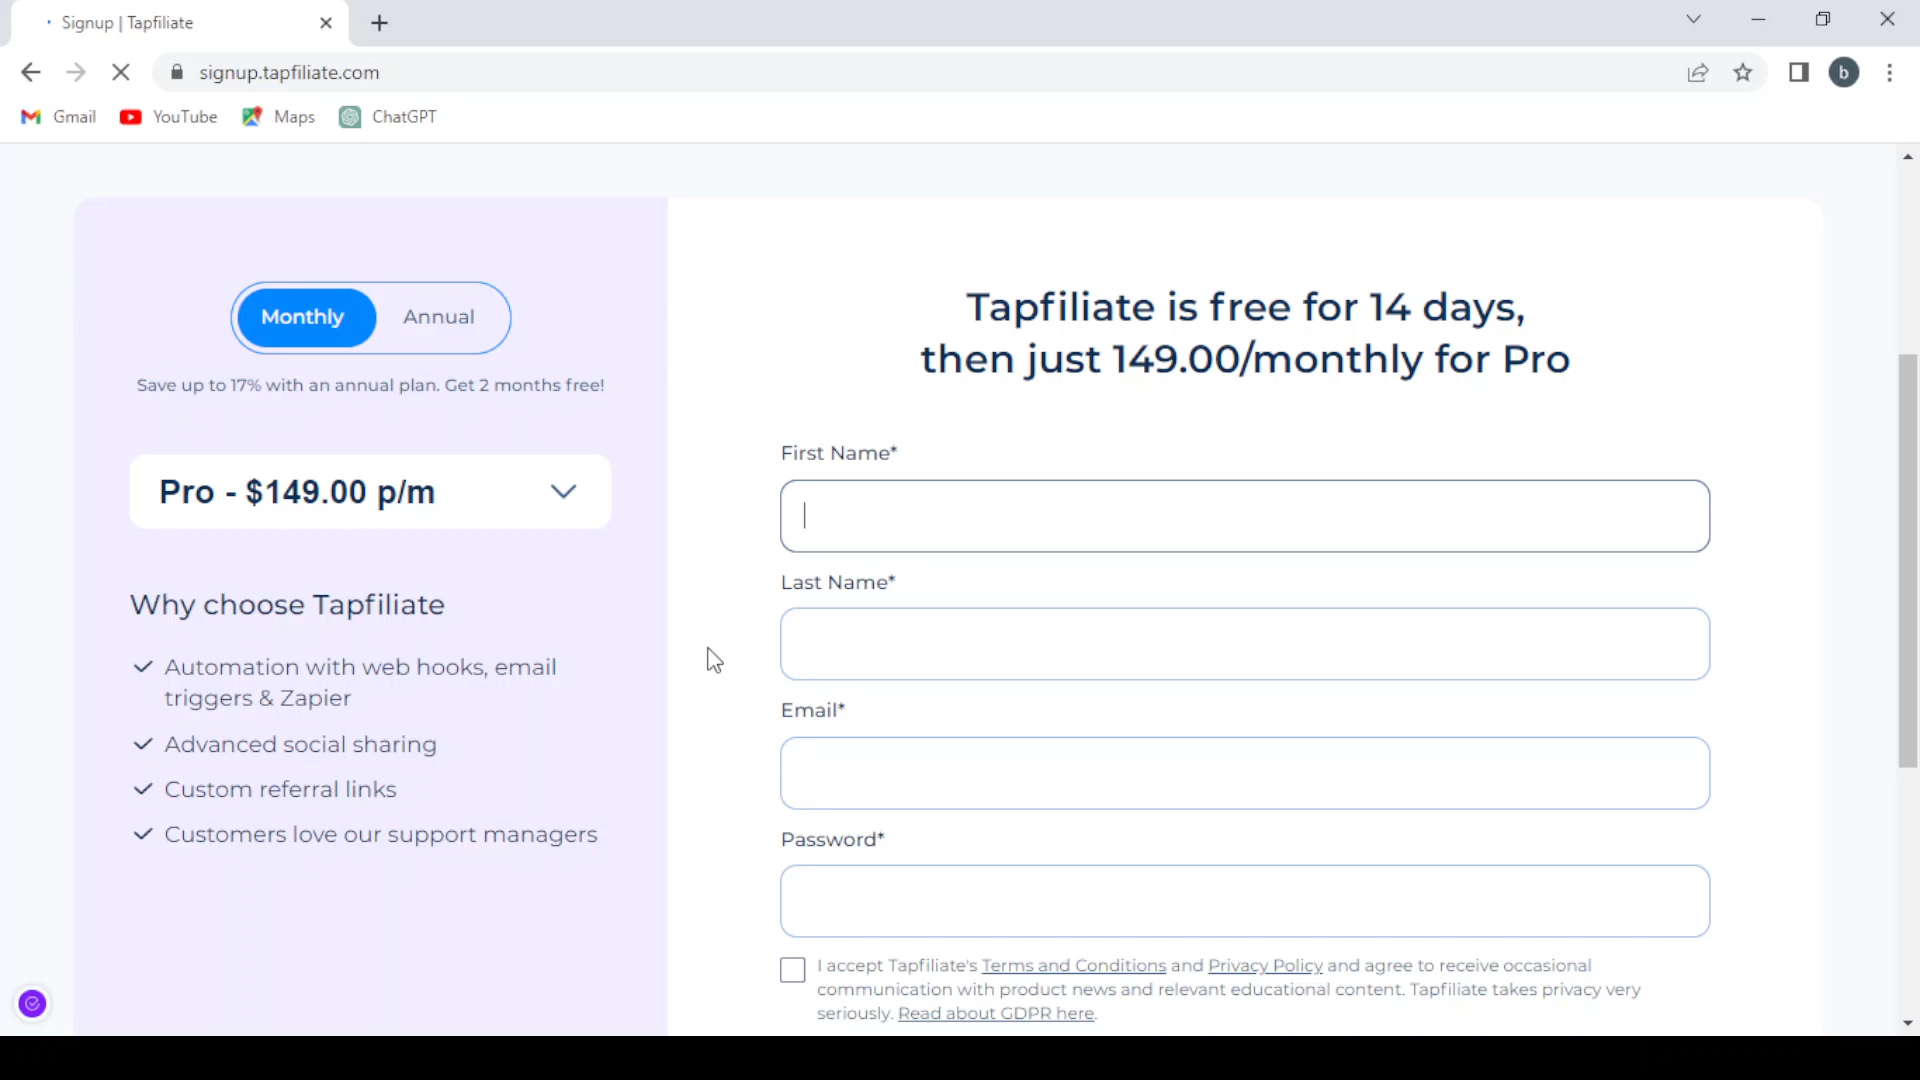 Signup | Tapfiliate
signup.tapfiliate.com
b
Gmail
YouTube
Maps
ChatGPT
Monthly
Annual
Save up to 17% with an annual plan. Get 2 months free!
Pro - $149.00 p/m
Why choose Tapfiliate
Automation with web hooks, email
triggers & Zapier
Advanced social sharing
Custom referral links
Customers love our support managers
Tapfiliate is free for 14 days,
then just 149.00/monthly for Pro
First Name*
Last Name*
Email*
Password*
I accept Tapfiliate's Terms and Conditions and Privacy Policy and agree to receive occasional
communication with product news and relevant educational content. Tapfiliate takes privacy very
seriously. Read about GDPR here.